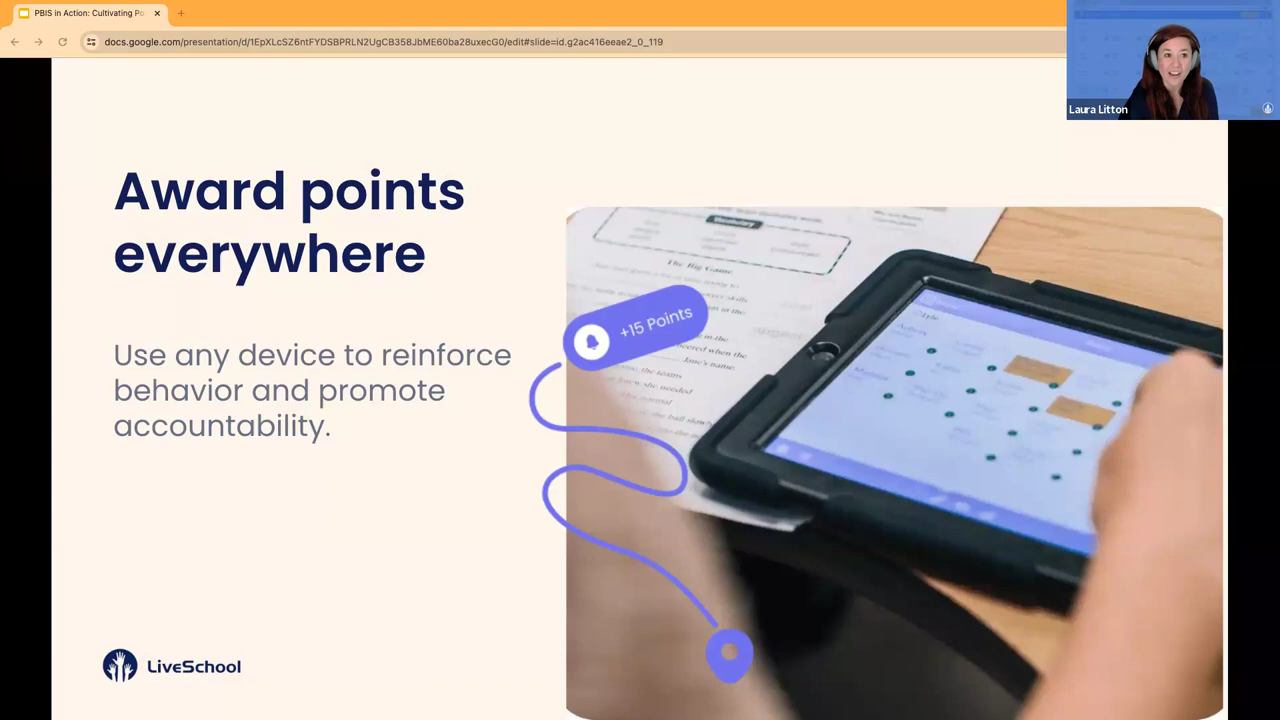 PBIS in Action: Cultivating Po
docs.google.com/presentation/d/1EpXLcSZ6ntFYDSBPRLN2UgCB358JbME60ba28uxecG0/edit#slide=id.g2ac416eeae2_0_119
Laura Litton
Award points
everywhere
Use any device to reinforce
behavior and promote
accountability.
Vocabulary
The Big Game
+15 Points
LiveSchool